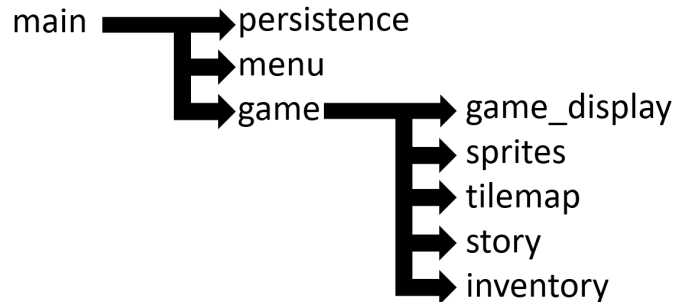 main
persistence
menu
game
game_display
sprites
tilemap
story
inventory